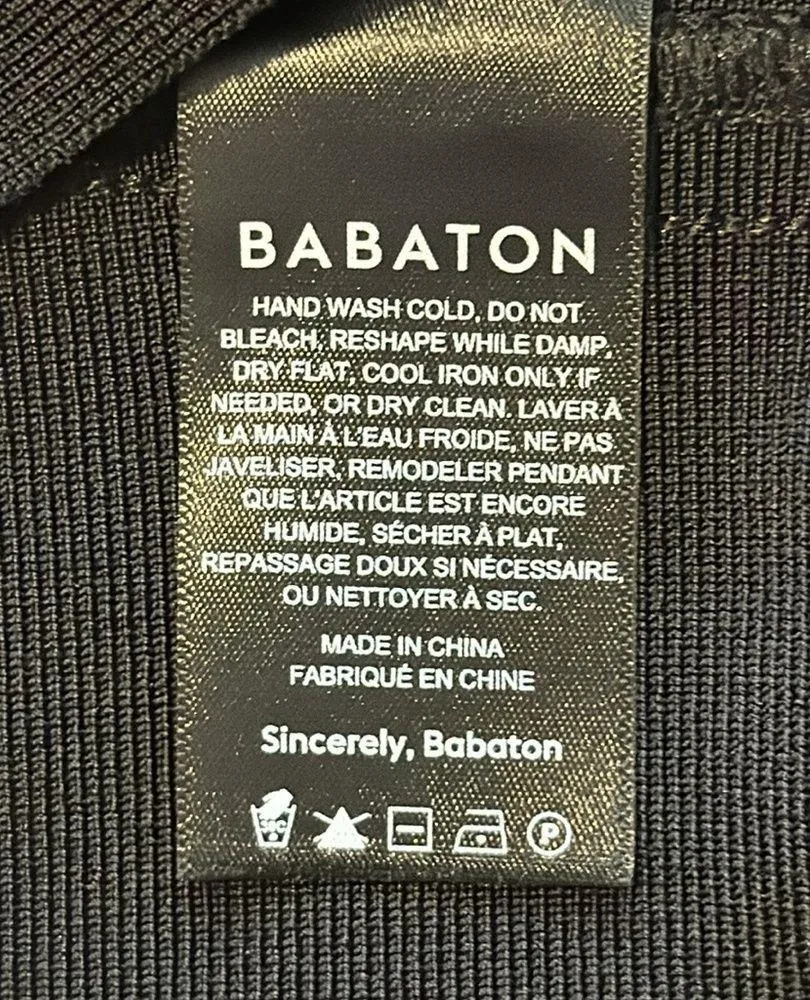 BABATON
HAND WASH COLD, DO NOT
BLEACH, RESHAPE WHILE DAMP,
DRY FLAT, COOL IRON ONLY IF
NEEDED, OR DRY CLEAN. LAVER À
LA MAIN À L'EAU FROIDE, NE PAS
JAVELISER, REMODELER PENDANT
QUE L'ARTICLE EST ENCORE
HUMIDE, SÉCHER À PLAT,
REPASSAGE DOUX SI NÉCESSAIRE,
OU NETTOYER À SEC.
MADE IN CHINA
FABRIQUÉ EN CHINE
Sincerely, Babaton
30C P